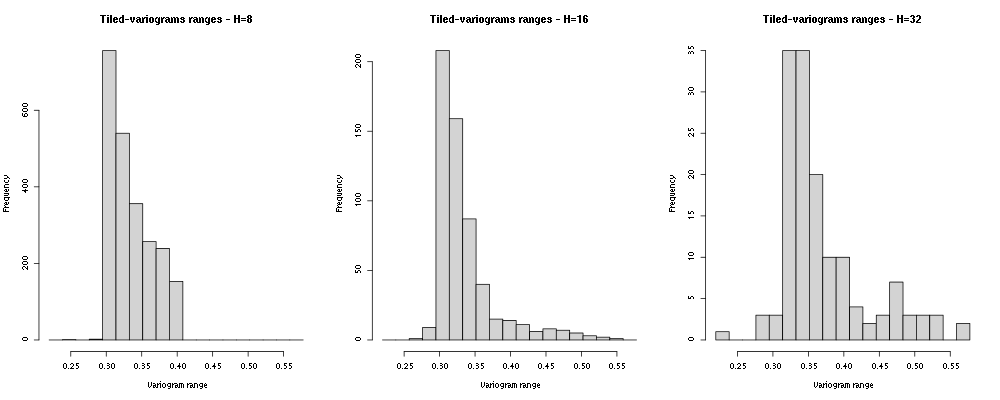 Tiled-variograms ranges - H=8
Frequency
0
200
400
600
0.25 0.30 0.35 0.40 0.45 0.50 0.55
Variogram range
Tiled-variograms ranges - H=16
Frequency
0
50
100
150
200
0.25 0.30 0.35 0.40 0.45 0.50 0.55
Variogram range
Tiled-variograms ranges - H=32
Frequency
0
5
10
15
20
25
30
35
0.25 0.30 0.35 0.40 0.45 0.50 0.55
Variogram range